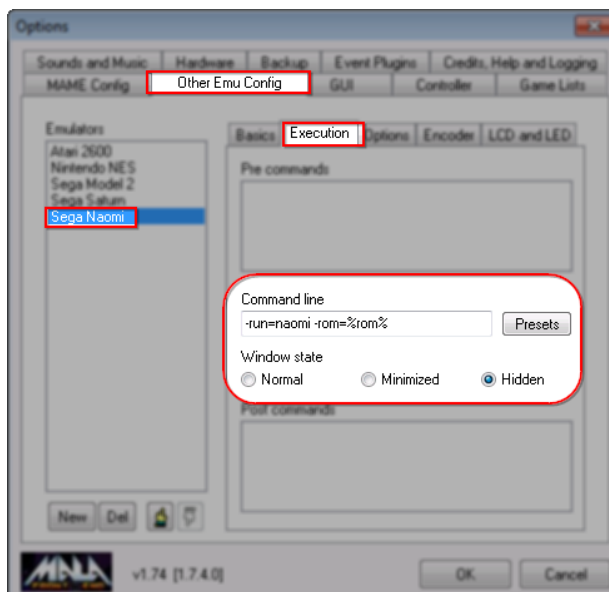 Options
Sounds and Music Hardware Backup Event Plugins Credits, Help and Logging
MAME Config Other Emu Config GUI Controller Game Lists
Emulators
Atari 2600
Nintendo NES
Sega Model 2
Sega Saturn
Sega Naomi
Basics Execution Options Encoder LCD and LED
Pre commands
Command line
-run=naomi -rom=%rom%
Presets
Window state
Normal Minimized Hidden
Post commands
New Del
MALA
v1.74 [1.7.4.0]
OK Cancel